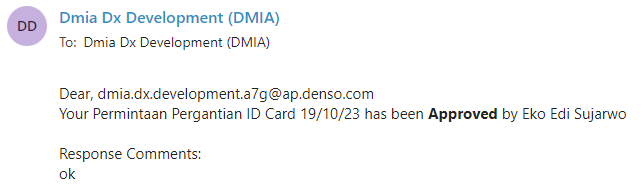 DD
Dmia Dx Development (DMIA)
To: Dmia Dx Development (DMIA)
Dear, dmia.dx.development.a7g@ap.denso.com
Your Permintaan Pergantian ID Card 19/10/23 has been Approved by Eko Edi Sujarwo
Response Comments:
ok